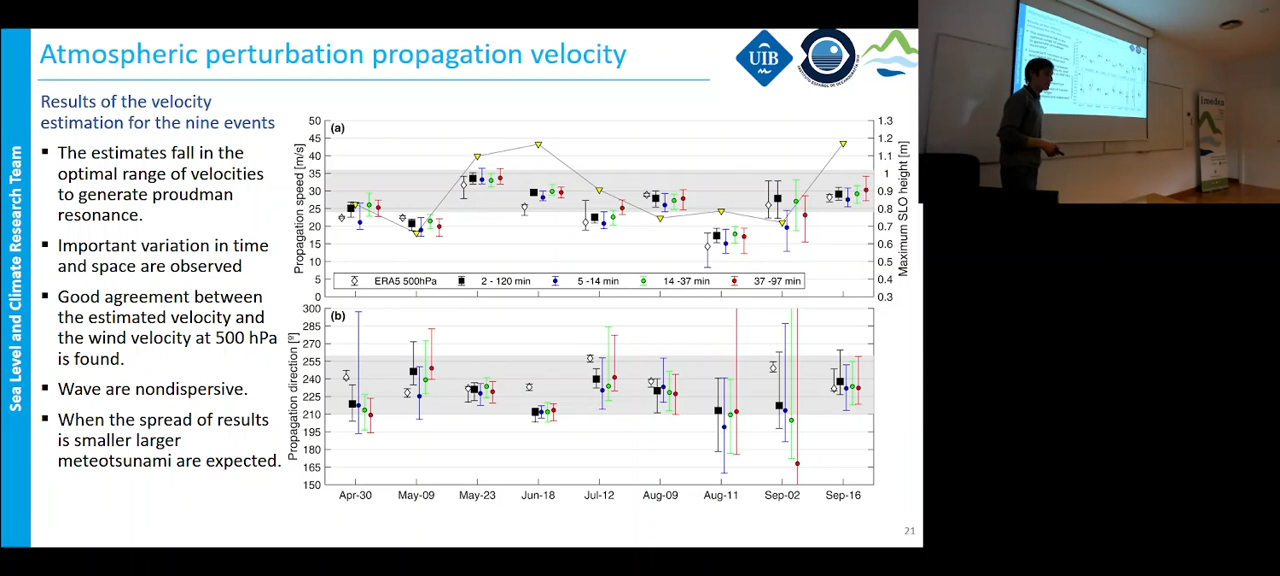 Atmospheric perturbation propagation velocity
UIB
INSTITUTO ESPAÑOL DE OCEANOGRAFÍA
Sea Level and Climate Research Team
Results of the velocity
estimation for the nine events
▪ The estimates fall in the
optimal range of velocities
to generate proudman
resonance.
▪ Important variation in time
and space are observed
▪ Good agreement between
the estimated velocity and
the wind velocity at 500 hPa
is found.
▪ Wave are nondispersive.
▪ When the spread of results
is smaller larger
meteotsunami are expected.
(a)
Propagation speed [m/s]
50
45
40
35
30
25
20
15
10
5
0
Maximum SLO height [m]
1.3
1.2
1.1
1
0.9
0.8
0.7
0.6
0.5
0.4
0.3
ERA5 500hPa 2 - 120 min 5 -14 min 14 -37 min 37 -97 min
(b)
Propagation direction [º]
300
285
270
255
240
225
210
195
180
165
150
Apr-30 May-09 May-23 Jun-18 Jul-12 Aug-09 Aug-11 Sep-02 Sep-16
21
imedea